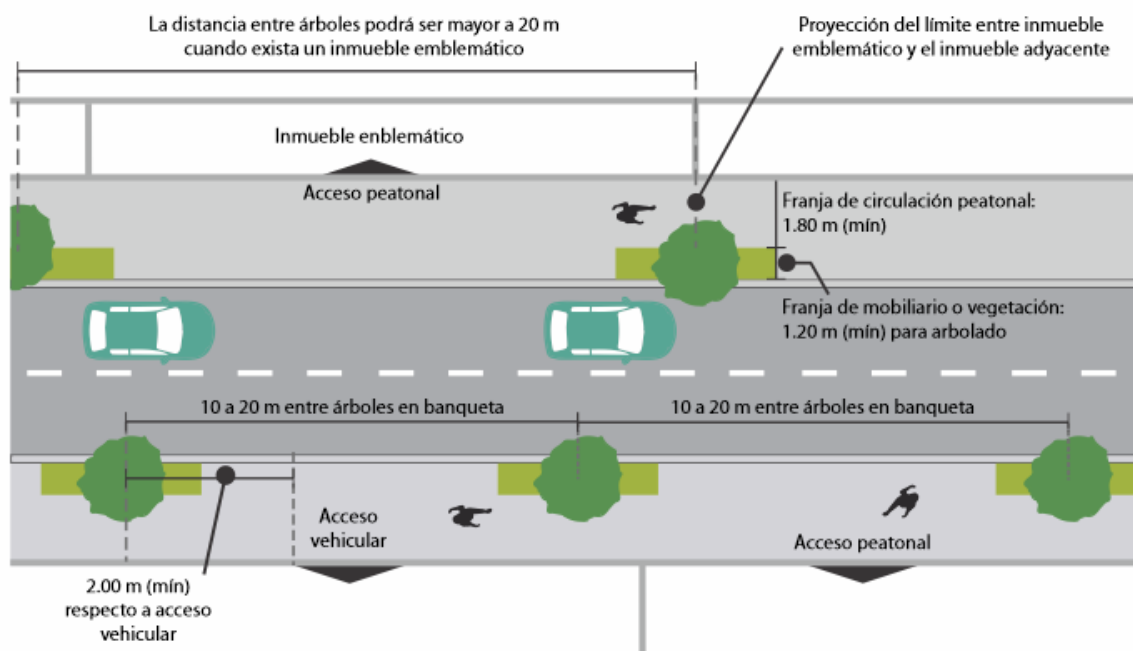 La distancia entre árboles podrá ser mayor a 20 m
cuando exista un inmueble emblemático
Proyección del límite entre inmueble
emblemático y el inmueble adyacente
Inmueble enblemático
Acceso peatonal
Franja de circulación peatonal:
1.80 m (mín)
Franja de mobiliario o vegetación:
1.20 m (mín) para arbolado
10 a 20 m entre árboles en banqueta
10 a 20 m entre árboles en banqueta
Acceso
vehicular
Acceso peatonal
2.00 m (mín)
respecto a acceso
vehicular